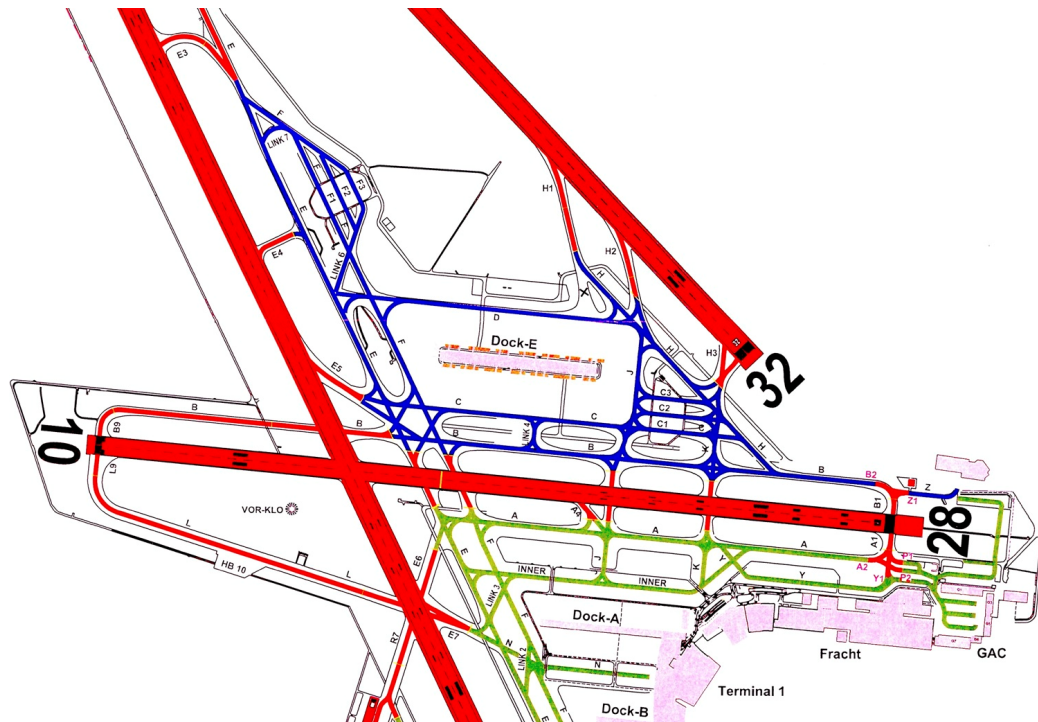 E
E3
F
LINK 7
F
F3
F2
F1
H1
E
F
H2
E4
LINK 6
H
D
Dock-E
H3
H
E
F
J
32
E5
C3
C2
C
C
C1
C
B
B
B
LINK 4
B
K
H
B9
10
L9
B
B2
Z
Z1
B1
28
VOR-KLO
A
A5
A
A
A1
L
E6
E
F
J
K
Y
A2
P1
HB 10
L
INNER
INNER
Y
Y1
P2
LINK 3
Dock-A
F
R7
E7
N
Fracht
GAC
LINK 2
N
Terminal 1
Dock-B
E
F